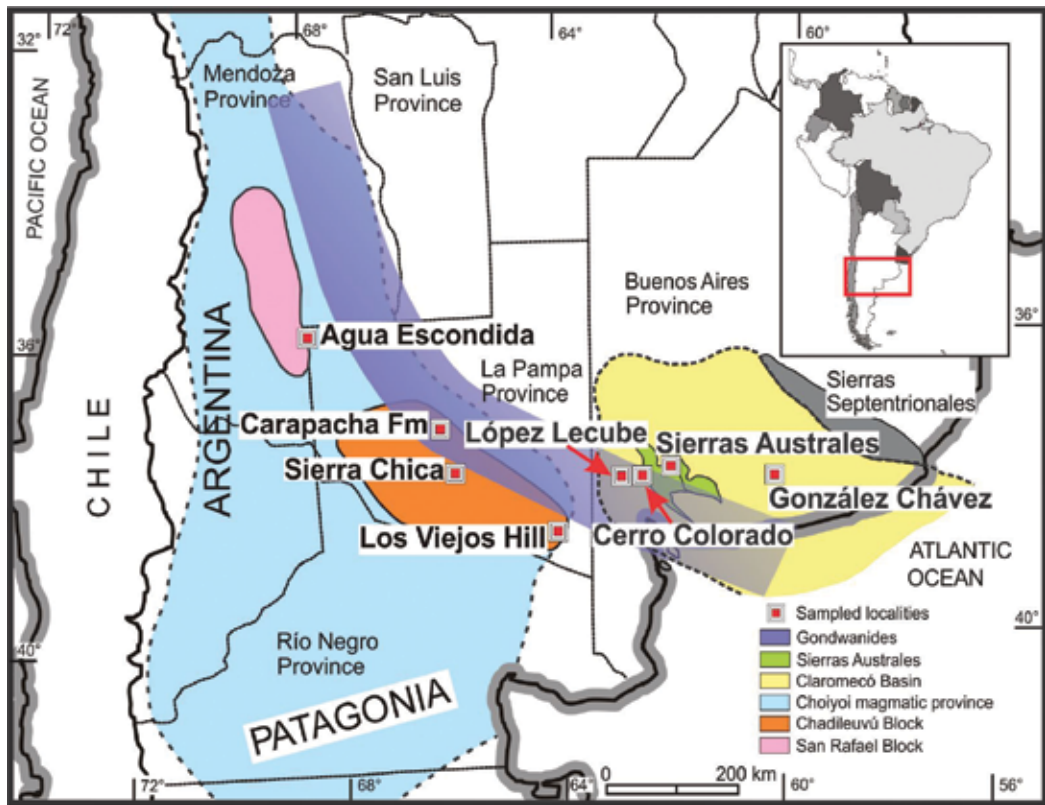 72°
68°
64°
60°
32°
PACIFIC OCEAN
Mendoza
Province
San Luis
Province
Buenos Aires
Province
36°
36°
Agua Escondida
ARGENTINA
CHILE
La Pampa
Province
Sierras
Septentrionales
Carapacha Fm
López Lecube
Sierras Australes
Sierra Chica
González Chávez
Los Viejos Hill
Cerro Colorado
ATLANTIC
OCEAN
40°
40°
Río Negro
Province
PATAGONIA
Sampled localities
Gondwanides
Sierras Australes
Claromecó Basin
Choiyoi magmatic province
Chadileuvú Block
San Rafael Block
0 200 km
72°
68°
64°
60°
56°